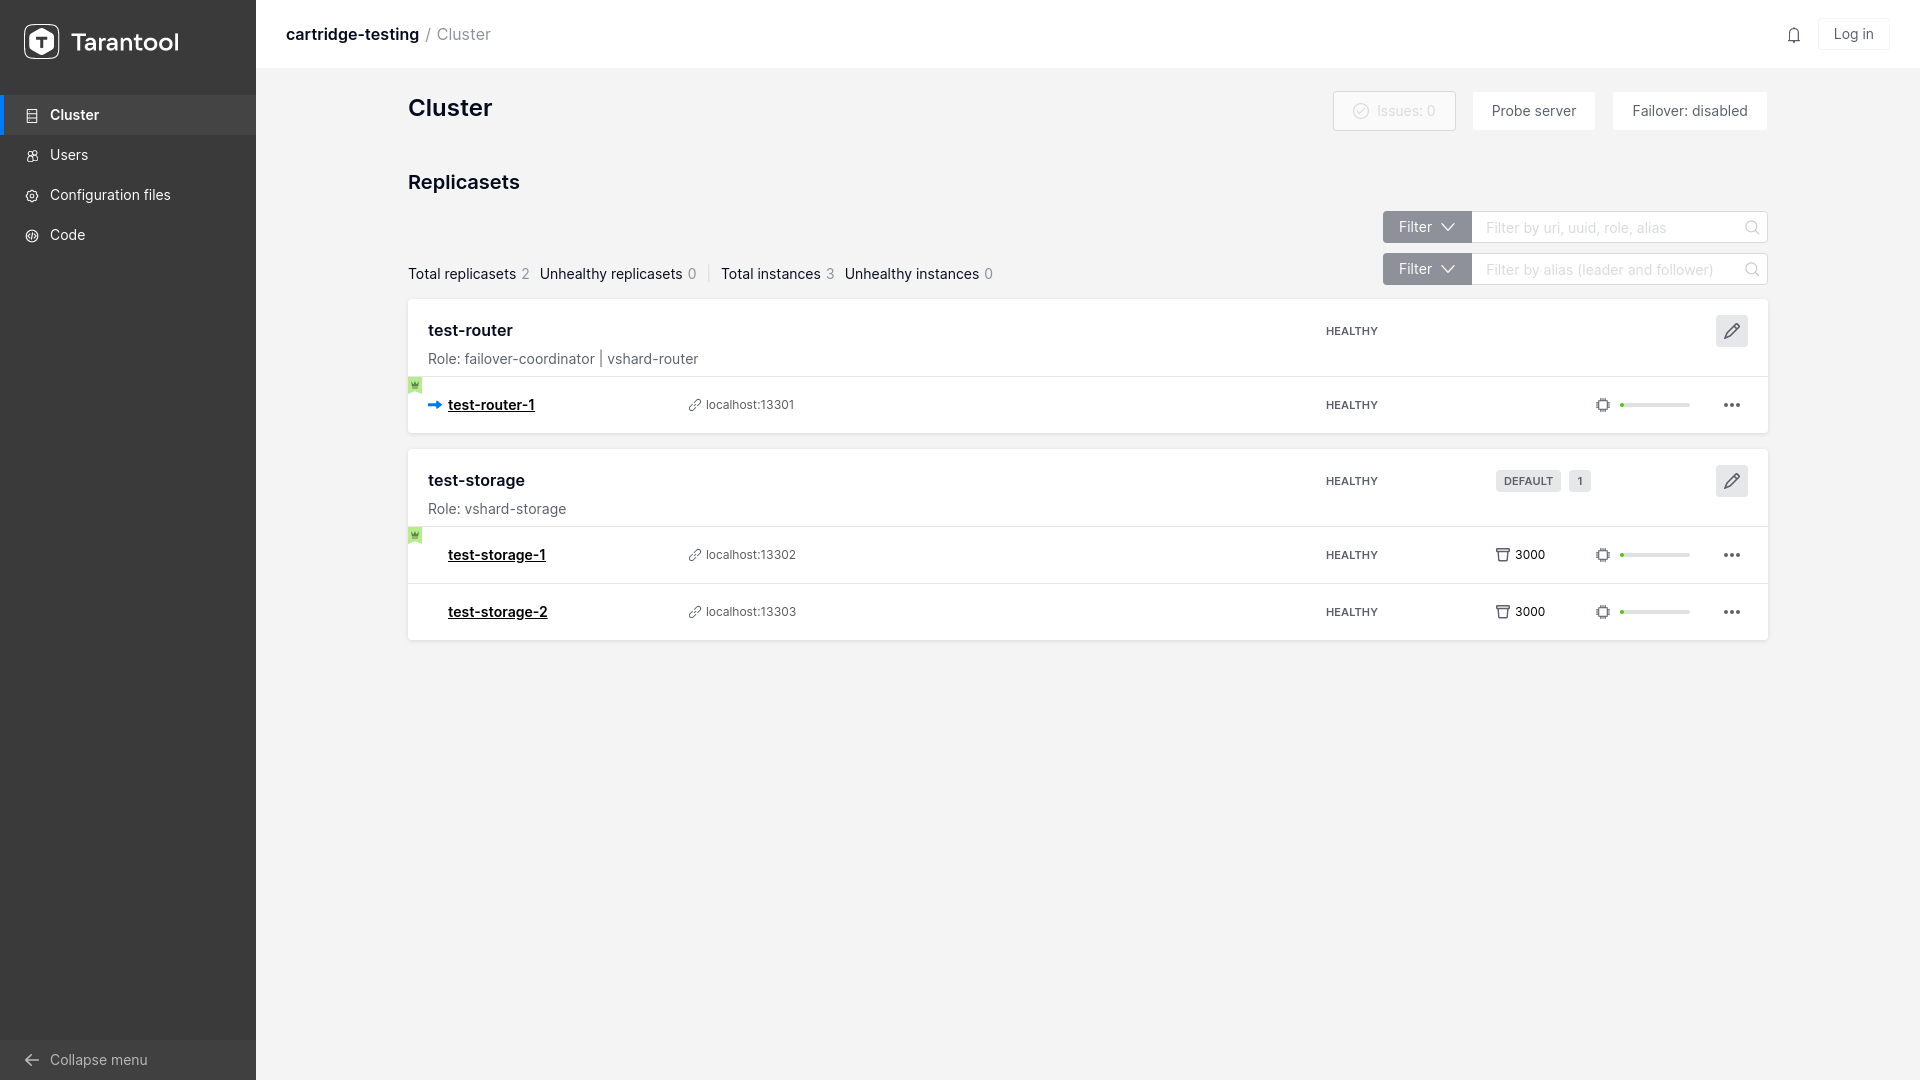 Tarantool
Cluster
Users
Configuration files
Code
Collapse menu
cartridge-testing / Cluster
Log in
Cluster
Issues: 0
Probe server
Failover: disabled
Replicasets
Filter
Filter by uri, uuid, role, alias
Total replicasets 2 Unhealthy replicasets 0 Total instances 3 Unhealthy instances 0
Filter
Filter by alias (leader and follower)
test-router HEALTHY
Role: failover-coordinator | vshard-router
test-router-1 localhost:13301 HEALTHY
test-storage HEALTHY DEFAULT 1
Role: vshard-storage
test-storage-1 localhost:13302 HEALTHY 3000
test-storage-2 localhost:13303 HEALTHY 3000